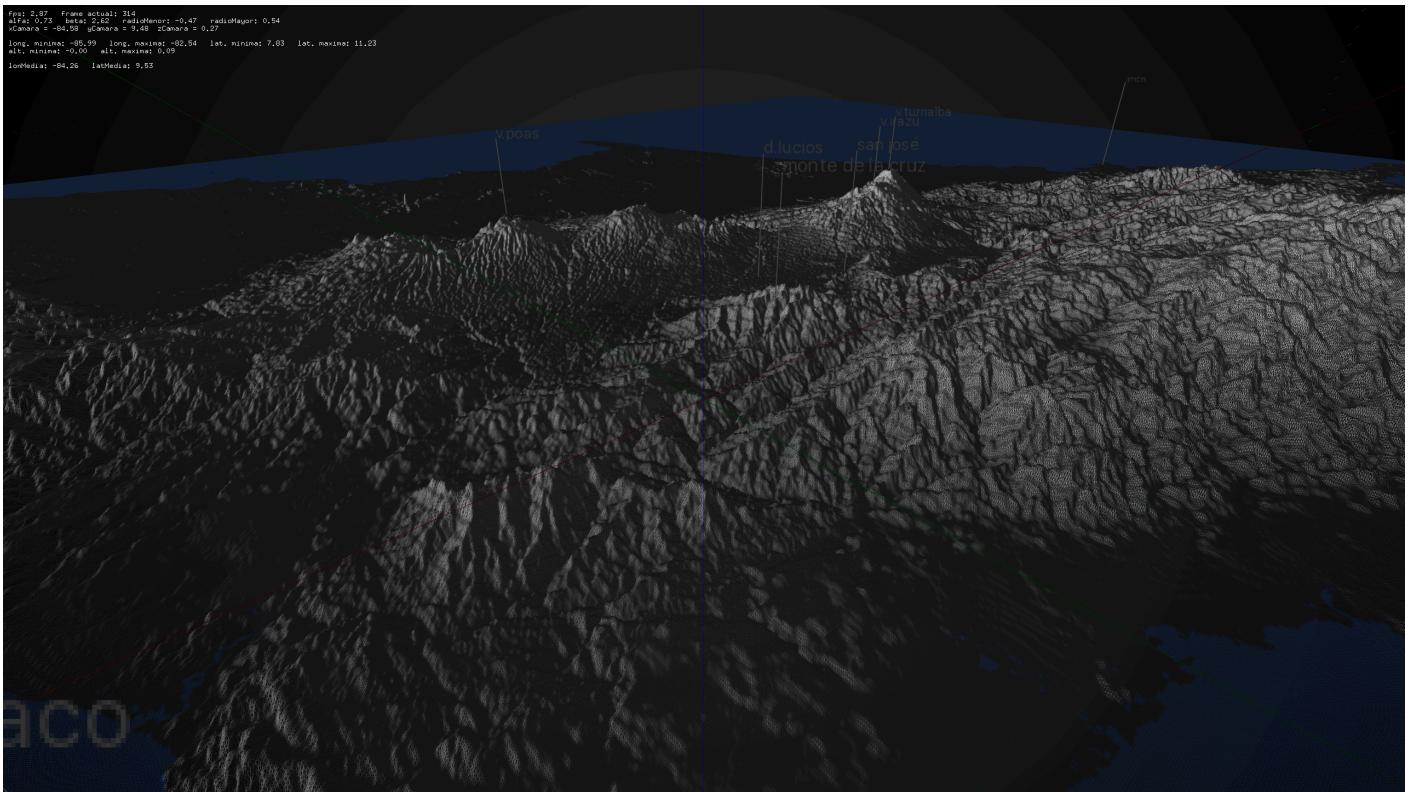 fps: 2.87 frame actual: 314
alfa: 0.73 beta: 2.62 radioMenor: -0.47 radioMayor: 0.54
xCamara = -84.58 yCamara = 9.48 zCamara = 0.27
long. minima: -85.99 long. maxima: -82.54 lat. minima: 7.83 lat. maxima: 11.23
alt. minima: -0.00 alt. maxima: 0.09
lonMedia: -84.26 latMedia: 9.53
mcn
v.turrialba
v.irazu
v.poas
san josé
d.lucios
monte de la cruz
aco